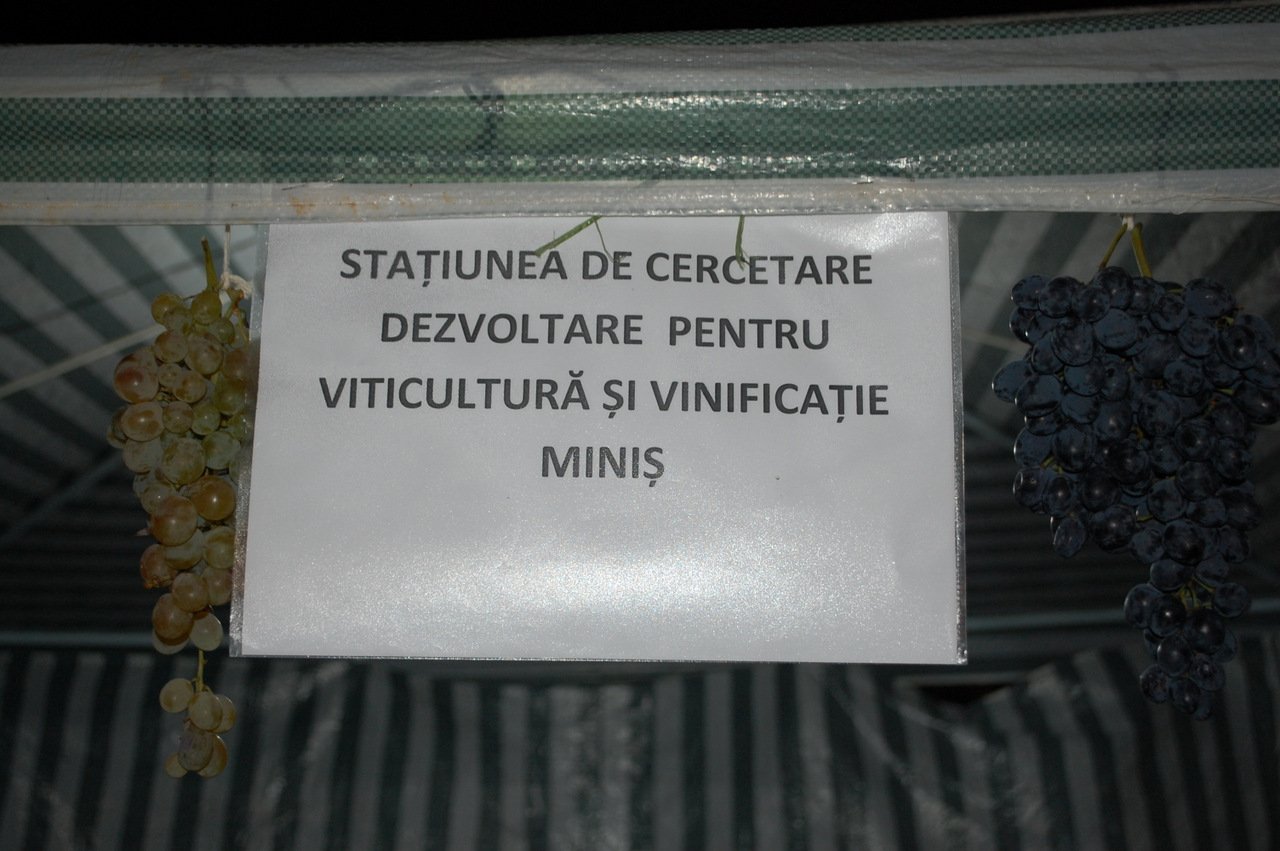 STAȚIUNEA DE CERCETARE
DEZVOLTARE PENTRU
VITICULTURĂ ȘI VINIFICAȚIE
MINIȘ